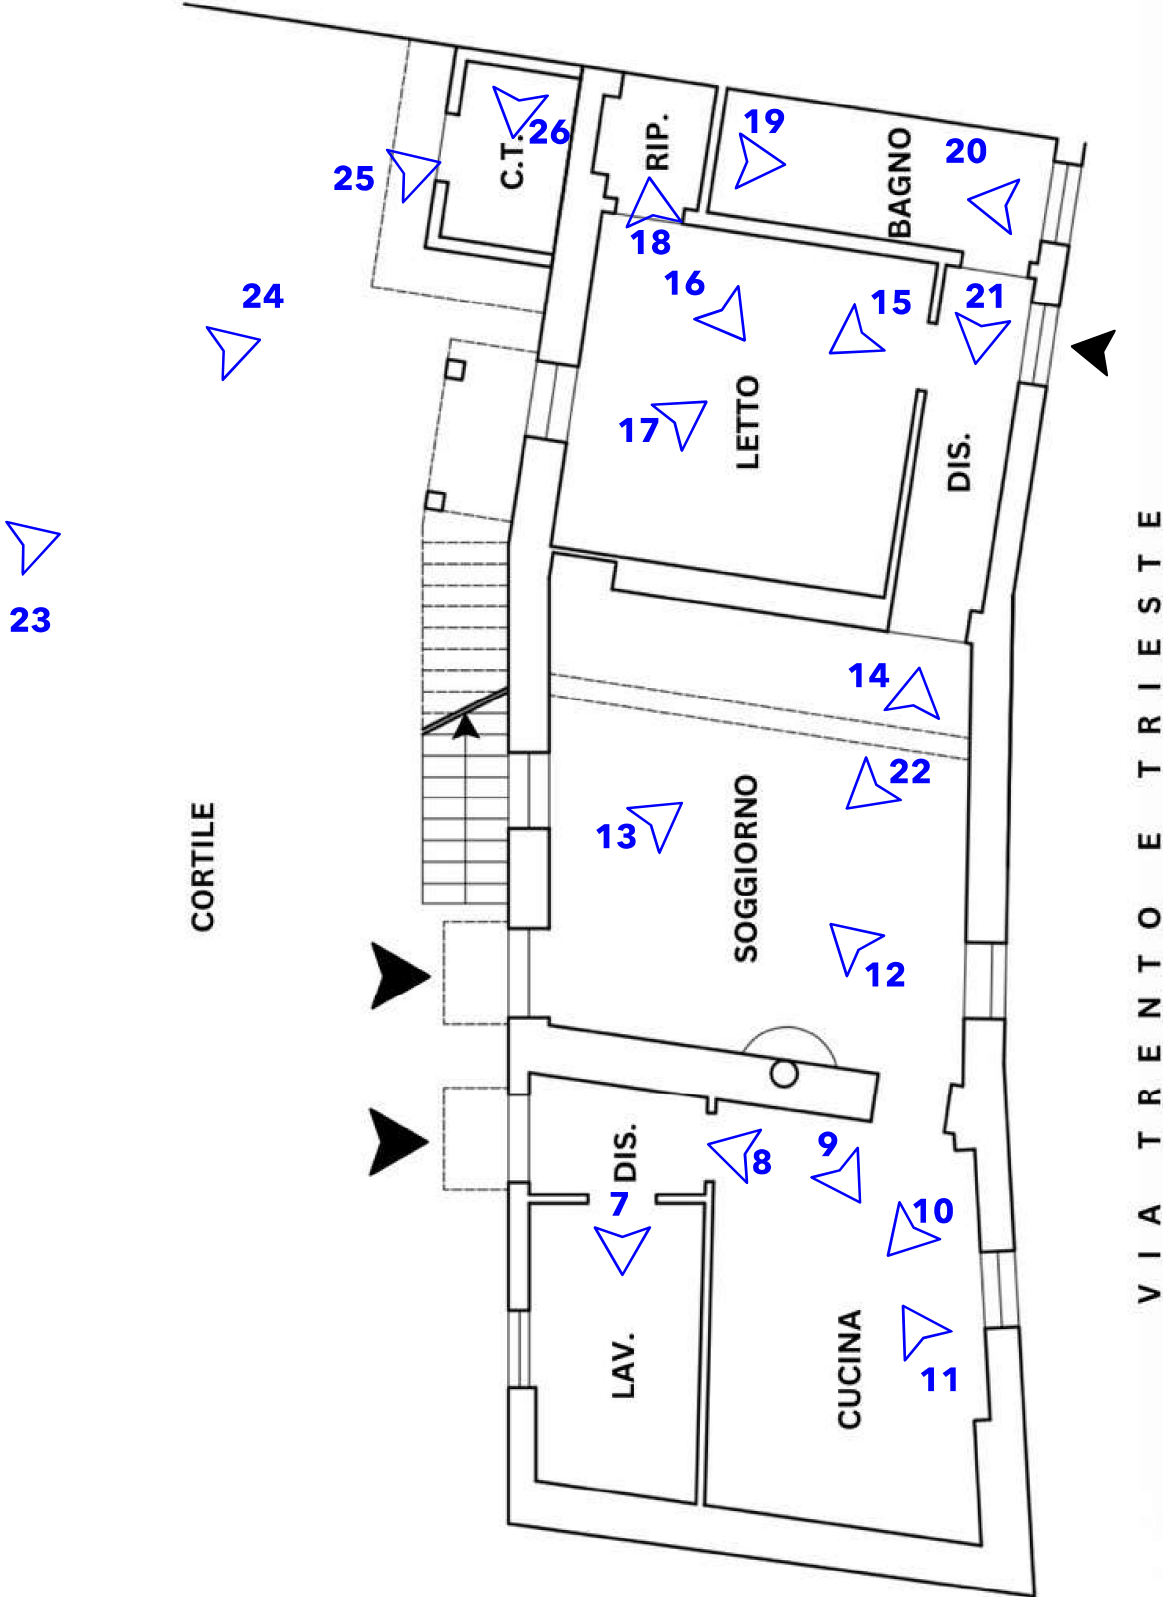 19
20
26
C.T.
RIP.
BAGNO
25
18
16
15
21
24
17
LETTO
DIS.
23
14
22
13
SOGGIORNO
12
CORTILE
VIA TRENTO E TRIESTE
DIS.
9
8
7
10
LAV.
CUCINA
11